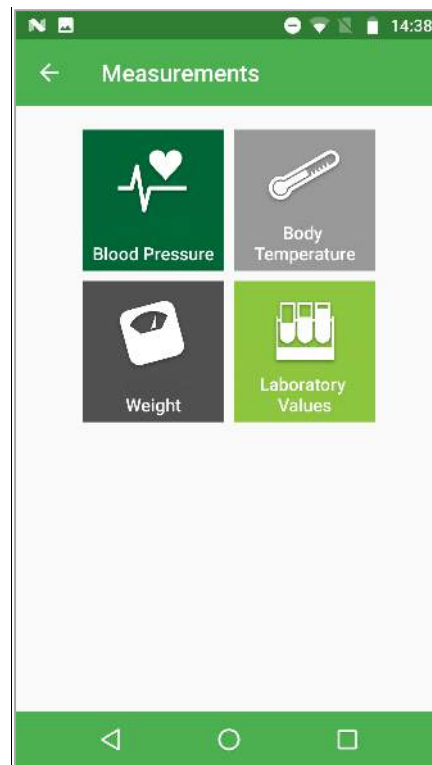 14:38
Measurements
Blood Pressure
Body
Temperature
Weight
Laboratory
Values